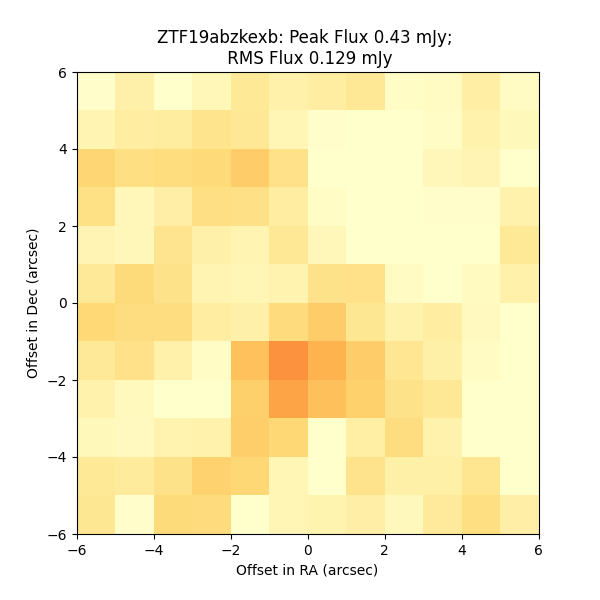 ZTF19abzkexb: Peak Flux 0.43 mJy;
RMS Flux 0.129 mJy
6
4
2
0
−2
−4
−6
Offset in Dec (arcsec)
−6 −4 −2 0 2 4 6
Offset in RA (arcsec)